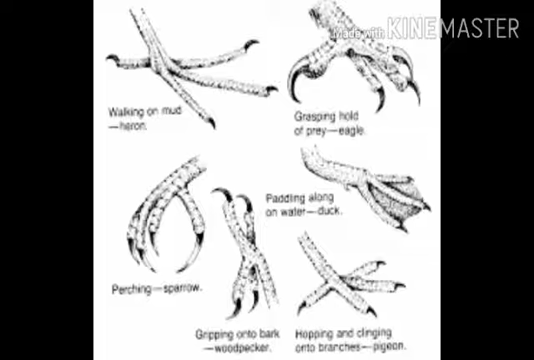 Made with KINEMASTER
Walking on mud
—heron.
Grasping hold
of prey—eagle.
Paddling along
on water—duck.
Perching—sparrow.
Gripping onto bark
—woodpecker.
Hopping and clinging
onto branches—pigeon.